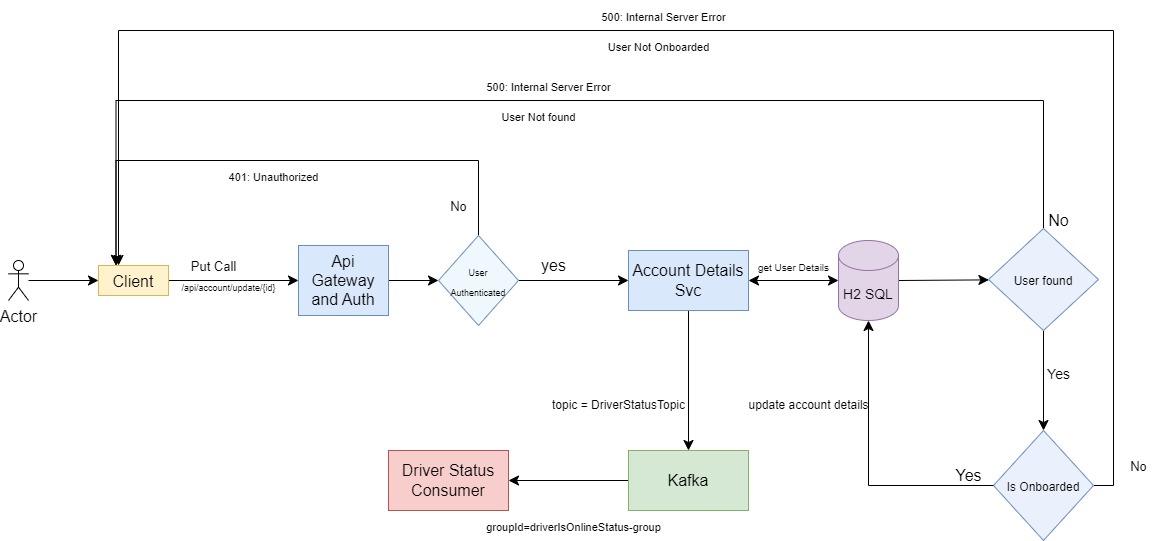 500: Internal Server Error
User Not Onboarded
500: Internal Server Error
User Not found
401: Unauthorized
No
No
Actor
Client
Put Call
/api/account/update/{id}
Api
Gateway
and Auth
User
Authenticated
yes
Account Details
Svc
get User Details
H2 SQL
User found
Yes
topic = DriverStatusTopic
update account details
Driver Status
Consumer
Kafka
Yes
Is Onboarded
No
groupId=driverIsOnlineStatus-group